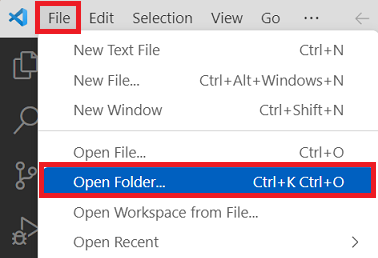 File Edit Selection View Go ...
New Text File Ctrl+N
New File... Ctrl+Alt+Windows+N
New Window Ctrl+Shift+N
Open File... Ctrl+O
Open Folder... Ctrl+K Ctrl+O
Open Workspace from File...
Open Recent